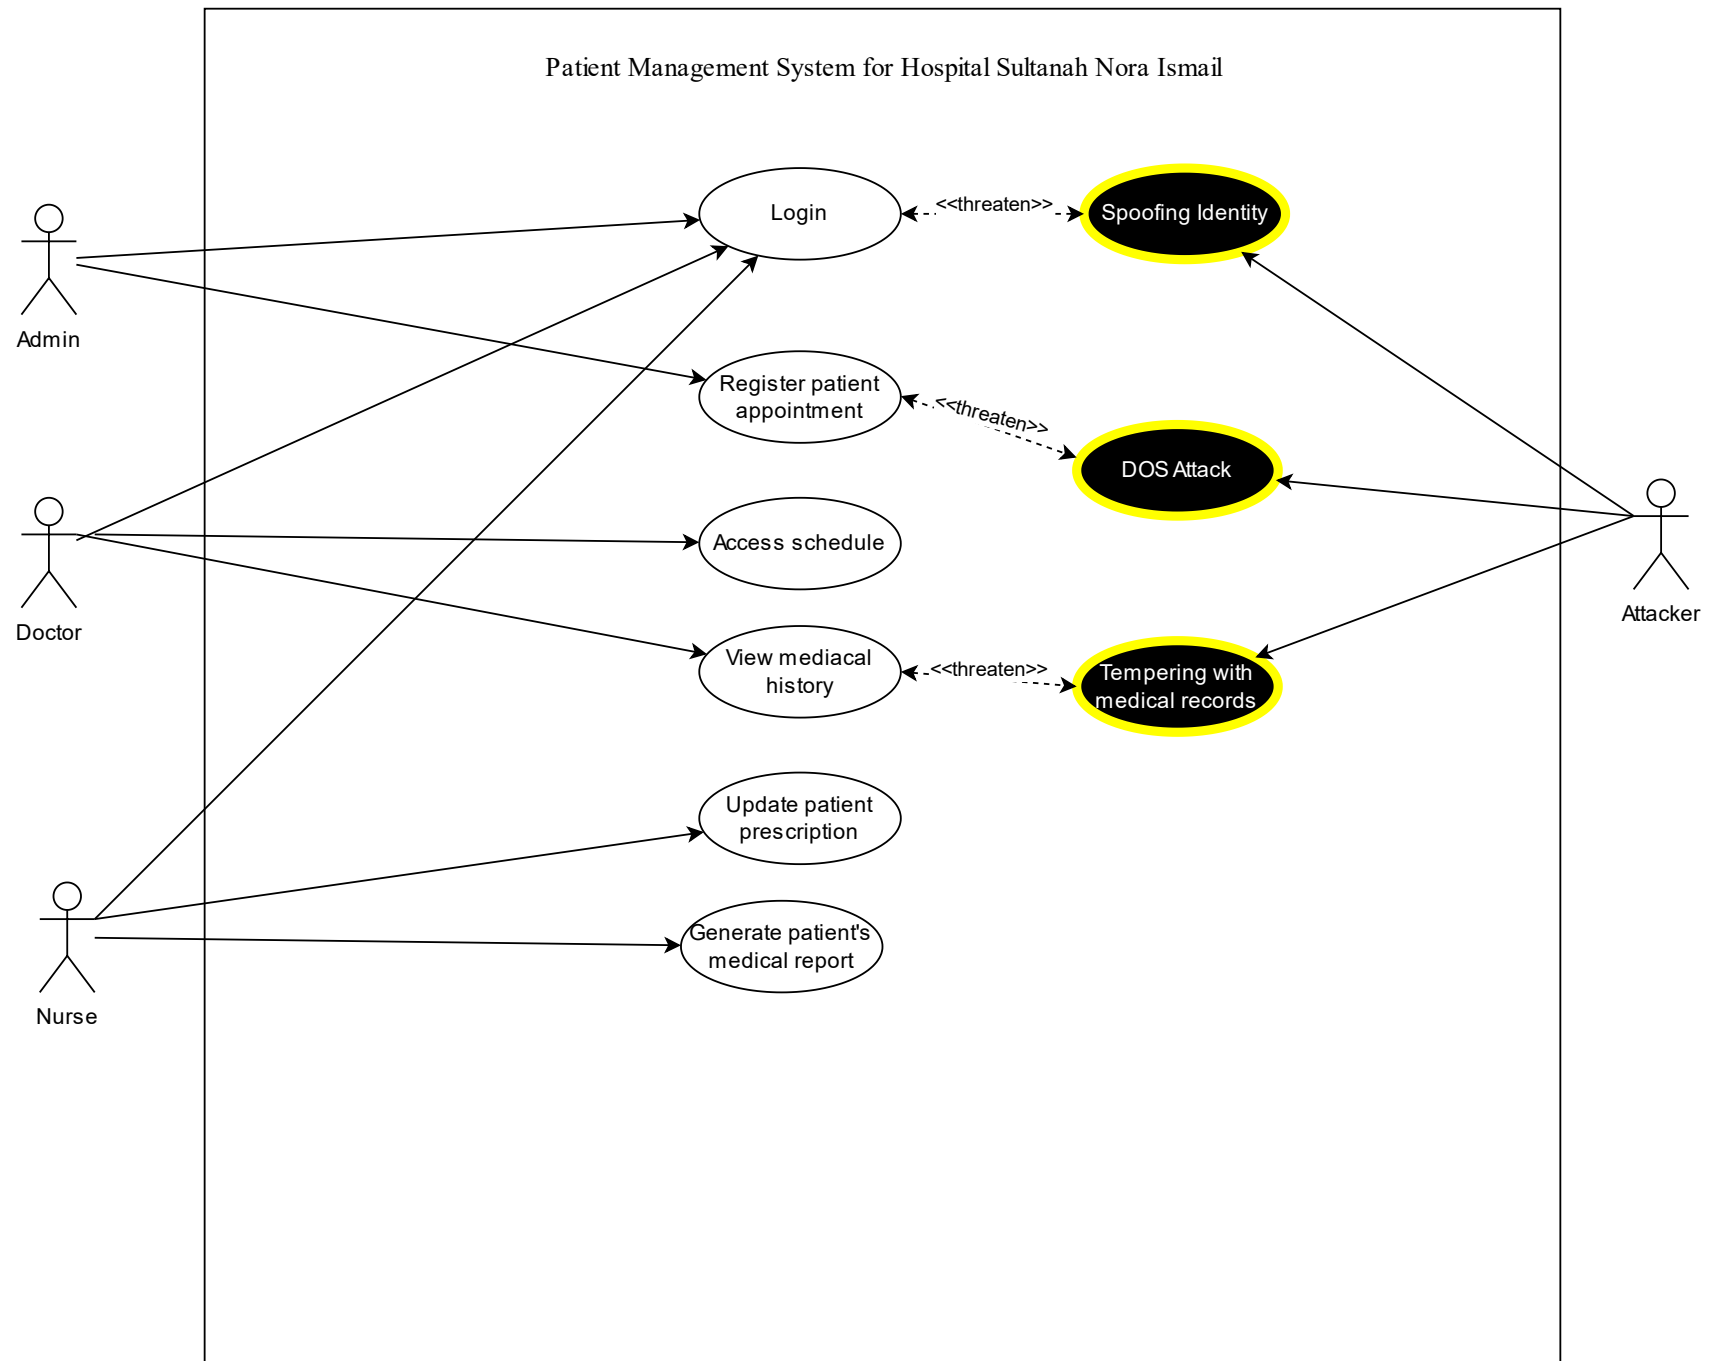 Patient Management System for Hospital Sultanah Nora Ismail
Login
<<threaten>>
Spoofing Identity
Admin
Register patient
appointment
<<threaten>>
DOS Attack
Access schedule
Doctor
Attacker
View mediacal
history
<<threaten>>
Tempering with
medical records
Update patient
prescription
Generate patient's
medical report
Nurse